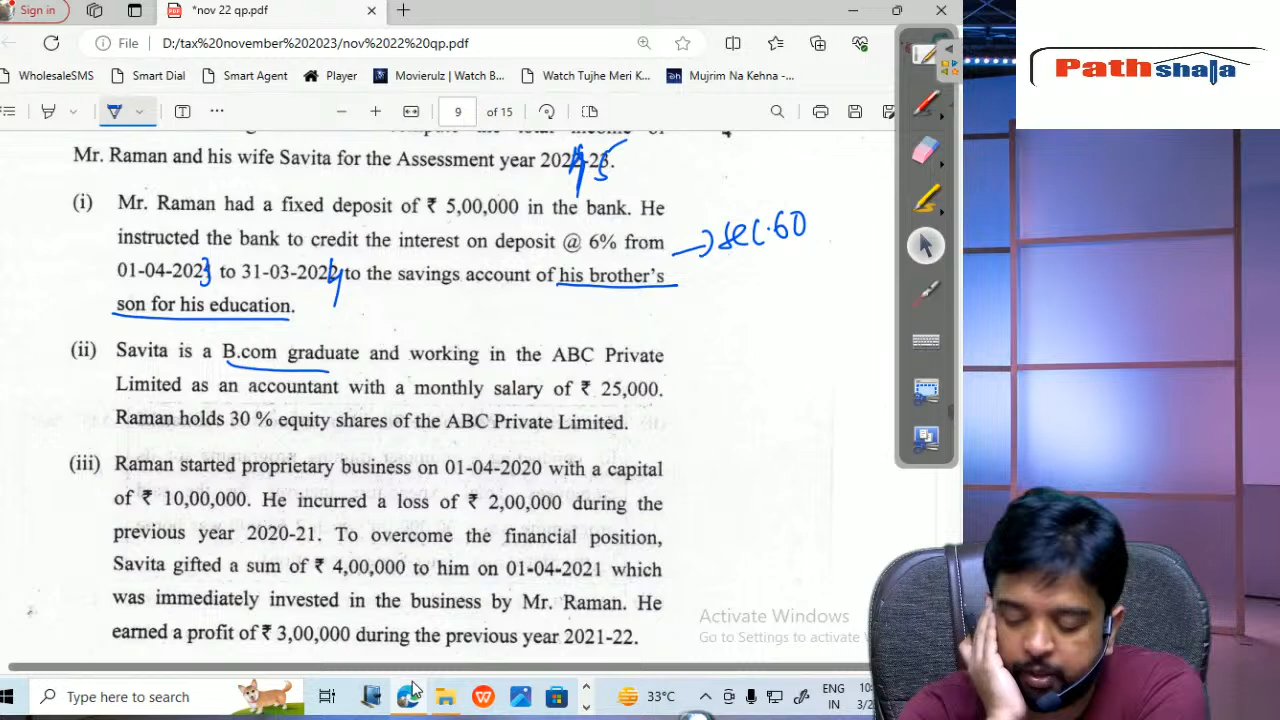 Sign in
*nov 22 qp.pdf
File
D:/tax%20november%202023/nov%2022%20qp.pdf
WholesaleSMS
Smart Dial
Smart Agent
Player
Movierulz | Watch B...
Watch Tujhe Meri K...
Mujrim Na Kehna -...
9 of 15
Mr. Raman and his wife Savita for the Assessment year 202
(i) Mr. Raman had a fixed deposit of ₹ 5,00,000 in the bank. He
instructed the bank to credit the interest on deposit @ 6% from
→ sec.60
01-04-2023 to 31-03-2024 to the savings account of his brother's
son for his education.
(ii) Savita is a B.com graduate and working in the ABC Private
Limited as an accountant with a monthly salary of ₹ 25,000.
Raman holds 30 % equity shares of the ABC Private Limited.
(iii) Raman started proprietary business on 01-04-2020 with a capital
of ₹ 10,00,000. He incurred a loss of ₹ 2,00,000 during the
previous year 2020-21. To overcome the financial position,
Savita gifted a sum of ₹ 4,00,000 to him on 01-04-2021 which
was immediately invested in the business by Mr. Raman. He
earned a profit of ₹ 3,00,000 during the previous year 2021-22.
Activate Windows
Go to Settings to activate
Type here to search
33°C
ENG
IN
Pathshala